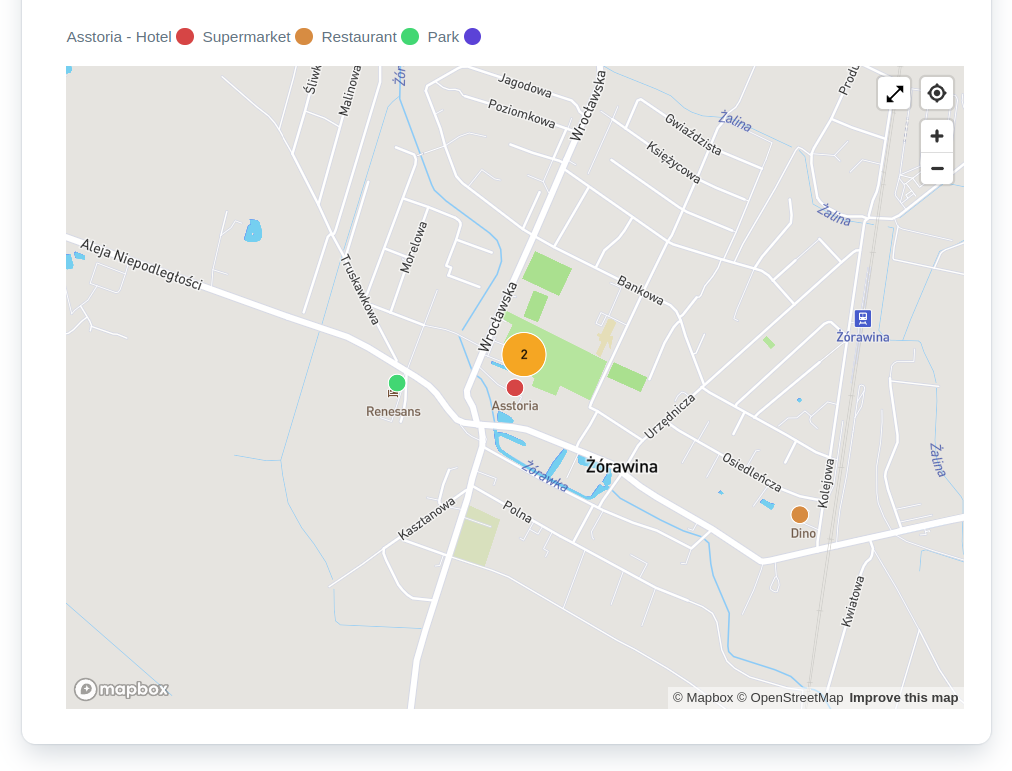 Asstoria - Hotel Supermarket Restaurant Park
Śliwk
Malinowa
Żór
Jagodowa
Poziomkowa
Wrocławska
Gwiaździsta
Księżycowa
Żalina
Produ
Żalina
Aleja Niepodległości
Truskawkowa
Morelowa
Wrocławska
Bankowa
Żórawina
2
Renesans
Asstoria
Urzędnicza
Żórawina
Żórawka
Osiedleńcza
Kolejowa
Żalina
Kasztanowa
Polna
Dino
Kwiatowa
mapbox
© Mapbox © OpenStreetMap Improve this map